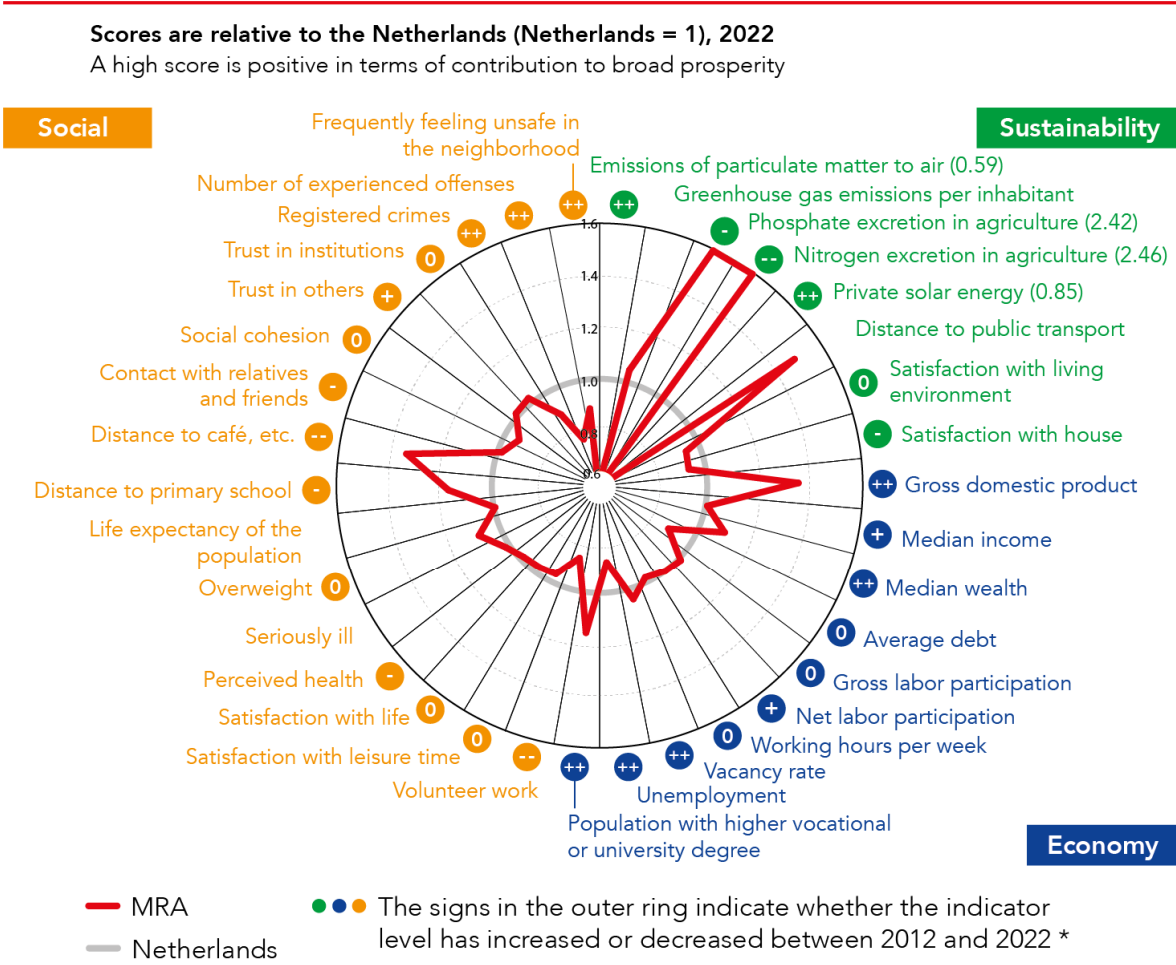 Scores are relative to the Netherlands (Netherlands = 1), 2022
A high score is positive in terms of contribution to broad prosperity
Social
Sustainability
Frequently feeling unsafe in
the neighborhood
Number of experienced offenses
Registered crimes
Trust in institutions
Trust in others
Social cohesion
Contact with relatives
and friends
Distance to café, etc.
Distance to primary school
Life expectancy of the
population
Overweight
Seriously ill
Perceived health
Satisfaction with life
Satisfaction with leisure time
Volunteer work
++
++
++
0
+
0
-
--
-
0
-
0
0
--
Emissions of particulate matter to air (0.59)
Greenhouse gas emissions per inhabitant
Phosphate excretion in agriculture (2.42)
Nitrogen excretion in agriculture (2.46)
Private solar energy (0.85)
Distance to public transport
Satisfaction with living
environment
Satisfaction with house
++
-
--
++
0
-
1.6
1.4
1.2
1.0
0.8
0.6
Gross domestic product
Median income
Median wealth
Average debt
Gross labor participation
Net labor participation
Working hours per week
Vacancy rate
Unemployment
Population with higher vocational
or university degree
++
+
++
0
0
+
0
++
++
++
Economy
MRA
Netherlands
The signs in the outer ring indicate whether the indicator
level has increased or decreased between 2012 and 2022 *